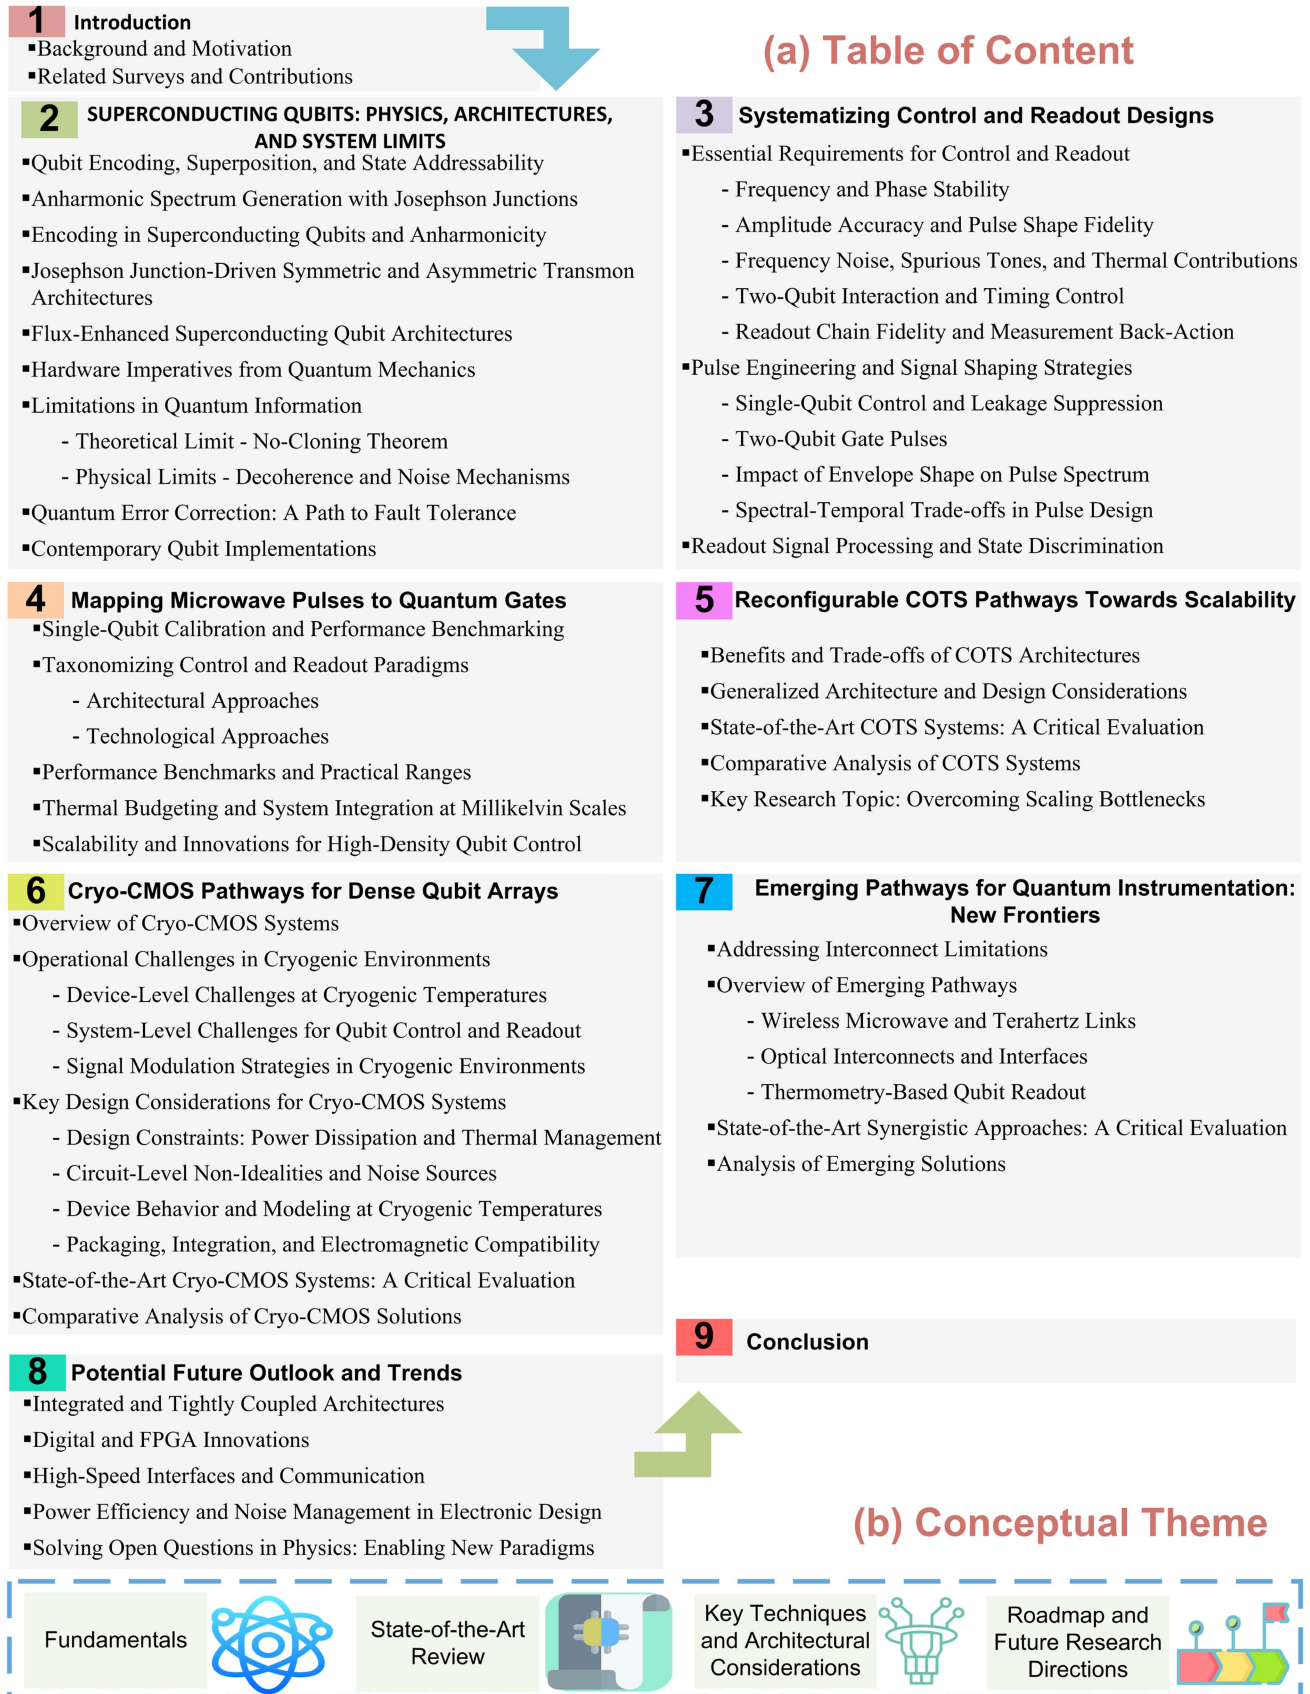 1 Introduction
▪Background and Motivation
▪Related Surveys and Contributions
(a) Table of Content
2 SUPERCONDUCTING QUBITS: PHYSICS, ARCHITECTURES,
AND SYSTEM LIMITS
▪Qubit Encoding, Superposition, and State Addressability
▪Anharmonic Spectrum Generation with Josephson Junctions
▪Encoding in Superconducting Qubits and Anharmonicity
▪Josephson Junction-Driven Symmetric and Asymmetric Transmon
Architectures
▪Flux-Enhanced Superconducting Qubit Architectures
▪Hardware Imperatives from Quantum Mechanics
▪Limitations in Quantum Information
- Theoretical Limit - No-Cloning Theorem
- Physical Limits - Decoherence and Noise Mechanisms
▪Quantum Error Correction: A Path to Fault Tolerance
▪Contemporary Qubit Implementations
3 Systematizing Control and Readout Designs
▪Essential Requirements for Control and Readout
- Frequency and Phase Stability
- Amplitude Accuracy and Pulse Shape Fidelity
- Frequency Noise, Spurious Tones, and Thermal Contributions
- Two-Qubit Interaction and Timing Control
- Readout Chain Fidelity and Measurement Back-Action
▪Pulse Engineering and Signal Shaping Strategies
- Single-Qubit Control and Leakage Suppression
- Two-Qubit Gate Pulses
- Impact of Envelope Shape on Pulse Spectrum
- Spectral-Temporal Trade-offs in Pulse Design
▪Readout Signal Processing and State Discrimination
4 Mapping Microwave Pulses to Quantum Gates
▪Single-Qubit Calibration and Performance Benchmarking
▪Taxonomizing Control and Readout Paradigms
- Architectural Approaches
- Technological Approaches
▪Performance Benchmarks and Practical Ranges
▪Thermal Budgeting and System Integration at Millikelvin Scales
▪Scalability and Innovations for High-Density Qubit Control
5 Reconfigurable COTS Pathways Towards Scalability
▪Benefits and Trade-offs of COTS Architectures
▪Generalized Architecture and Design Considerations
▪State-of-the-Art COTS Systems: A Critical Evaluation
▪Comparative Analysis of COTS Systems
▪Key Research Topic: Overcoming Scaling Bottlenecks
6 Cryo-CMOS Pathways for Dense Qubit Arrays
▪Overview of Cryo-CMOS Systems
▪Operational Challenges in Cryogenic Environments
- Device-Level Challenges at Cryogenic Temperatures
- System-Level Challenges for Qubit Control and Readout
- Signal Modulation Strategies in Cryogenic Environments
▪Key Design Considerations for Cryo-CMOS Systems
- Design Constraints: Power Dissipation and Thermal Management
- Circuit-Level Non-Idealities and Noise Sources
- Device Behavior and Modeling at Cryogenic Temperatures
- Packaging, Integration, and Electromagnetic Compatibility
▪State-of-the-Art Cryo-CMOS Systems: A Critical Evaluation
▪Comparative Analysis of Cryo-CMOS Solutions
7 Emerging Pathways for Quantum Instrumentation:
New Frontiers
▪Addressing Interconnect Limitations
▪Overview of Emerging Pathways
- Wireless Microwave and Terahertz Links
- Optical Interconnects and Interfaces
- Thermometry-Based Qubit Readout
▪State-of-the-Art Synergistic Approaches: A Critical Evaluation
▪Analysis of Emerging Solutions
8 Potential Future Outlook and Trends
▪Integrated and Tightly Coupled Architectures
▪Digital and FPGA Innovations
▪High-Speed Interfaces and Communication
▪Power Efficiency and Noise Management in Electronic Design
▪Solving Open Questions in Physics: Enabling New Paradigms
9 Conclusion
(b) Conceptual Theme
Fundamentals
State-of-the-Art
Review
Key Techniques
and Architectural
Considerations
Roadmap and
Future Research
Directions